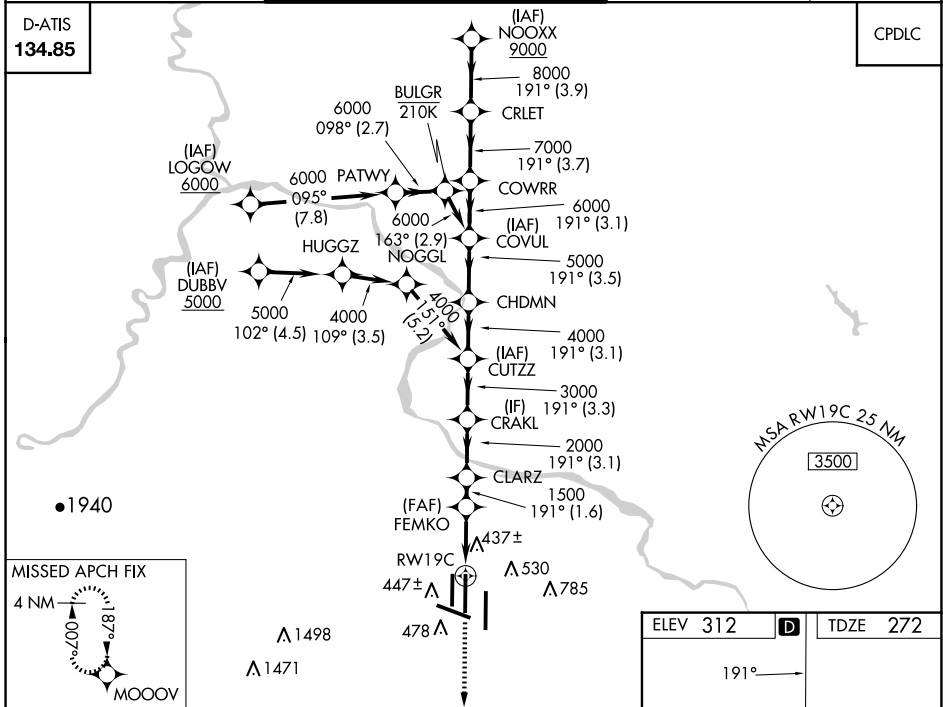 D-ATIS
134.85
CPDLC
(IAF)
NOOXX
9000
8000
191° (3.9)
CRLET
BULGR
210K
6000
098° (2.7)
7000
191° (3.7)
(IAF)
LOGOW
6000
6000
095°
(7.8)
PATWY
COWRR
6000
191° (3.1)
6000
163° (2.9)
(IAF)
COVUL
HUGGZ
NOGGL
5000
191° (3.5)
(IAF)
DUBBV
5000
5000
102° (4.5)
4000
109° (3.5)
4000
151°
(5.2)
CHDMN
4000
191° (3.1)
(IAF)
CUTZZ
3000
191° (3.3)
(IF)
CRAKL
2000
191° (3.1)
CLARZ
1500
191° (1.6)
(FAF)
FEMKO
MSA RW19C 25 NM
3500
1940
437±
RW19C
530
447±
785
478
1498
1471
MISSED APCH FIX
4 NM
007°
187°
MOOOV
ELEV 312
D
TDZE 272
191°